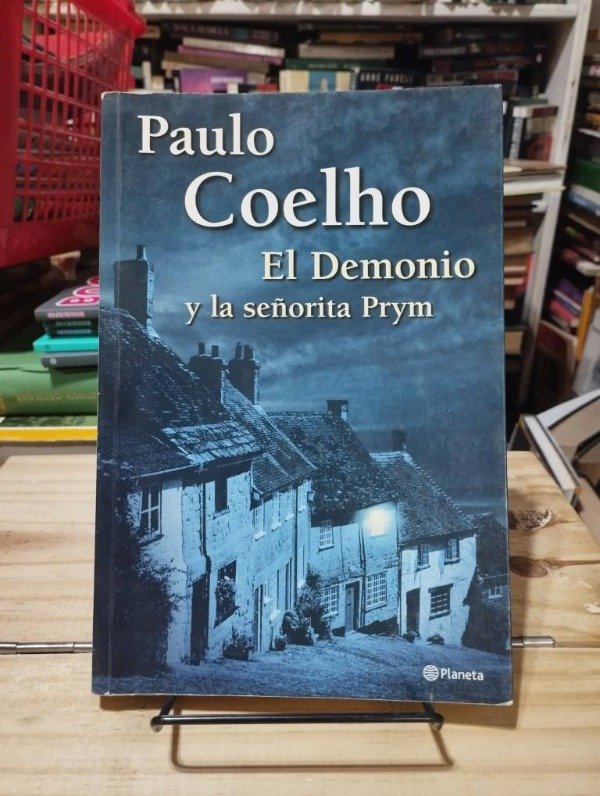 Paulo
Coelho
El Demonio
y la señorita Prym
Planeta